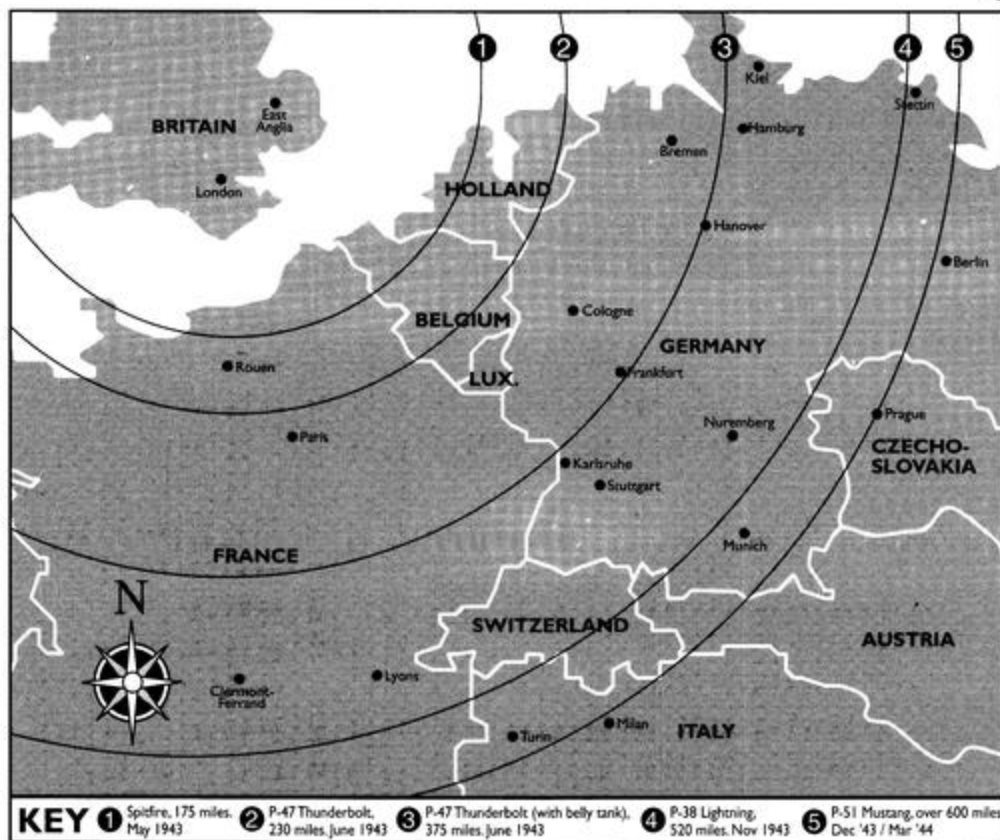 1
2
3
4
5
Kiel
Stectin
East
Anglia
BRITAIN
Hamburg
Bremen
London
HOLLAND
Hanover
Berlin
Cologne
BELGIUM
GERMANY
Rouen
LUX.
Frankfort
Prague
Nuremberg
Paris
CZECHO-
SLOVAKIA
Karlsruhe
Stuttgart
Munich
FRANCE
N
SWITZERLAND
AUSTRIA
Lyons
Clermont-
Ferrand
Milan
ITALY
Turin
KEY
1 Spitfire, 175 miles.
May 1943
2 P-47 Thunderbolt,
230 miles. June 1943
3 P-47 Thunderbolt (with belly tank),
375 miles. June 1943
4 P-38 Lightning,
520 miles. Nov 1943
5 P-51 Mustang, over 600 miles
Dec '43 / Mar '44